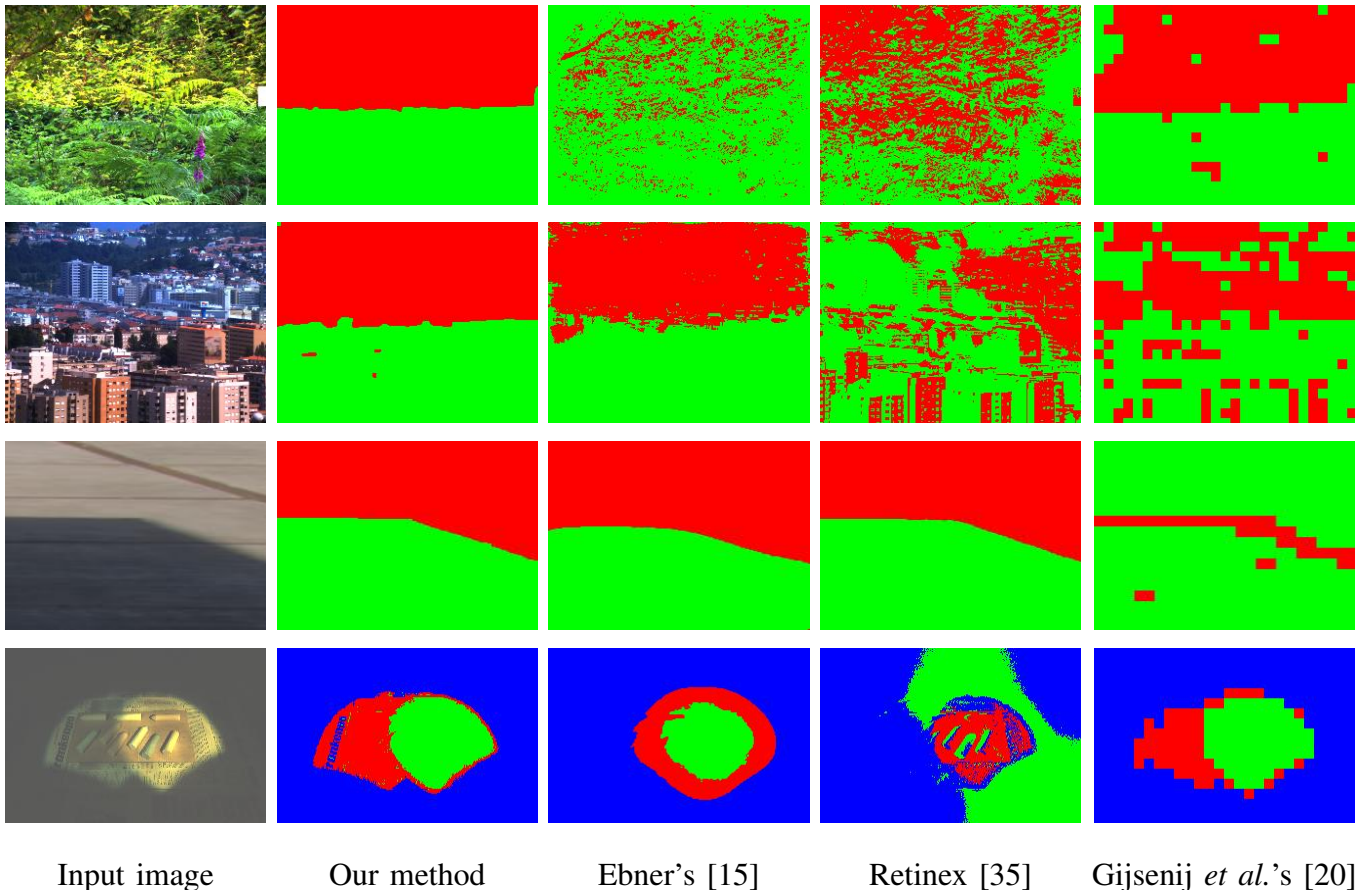 Input image Our method Ebner's [15] Retinex [35] Gijsenij et al.'s [20]